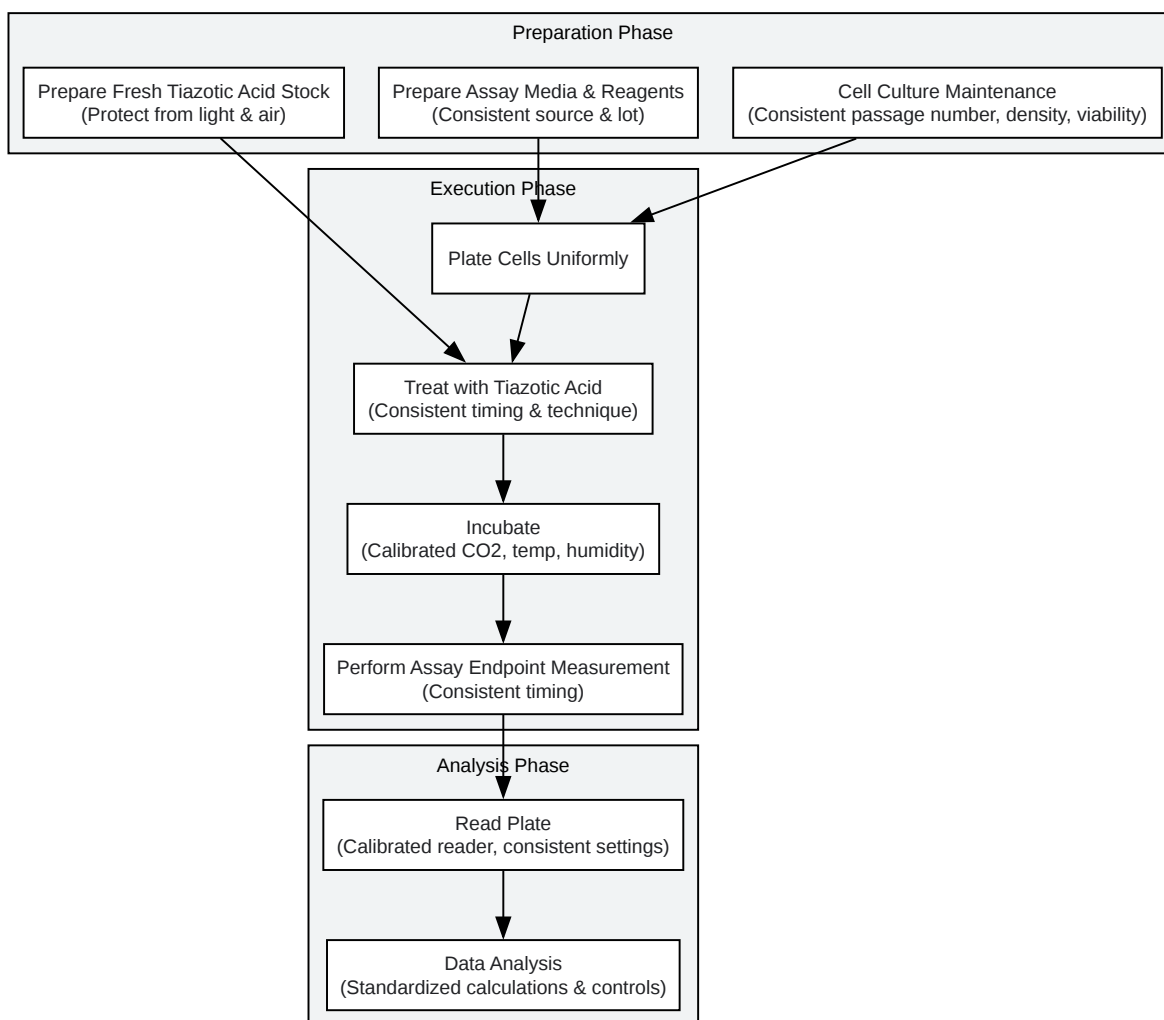 Preparation Phase
Prepare Fresh Tiazotic Acid Stock
(Protect from light & air)
Prepare Assay Media & Reagents
(Consistent source & lot)
Cell Culture Maintenance
(Consistent passage number, density, viability)
Execution Phase
Plate Cells Uniformly
Treat with Tiazotic Acid
(Consistent timing & technique)
Incubate
(Calibrated CO2, temp, humidity)
Perform Assay Endpoint Measurement
(Consistent timing)
Analysis Phase
Read Plate
(Calibrated reader, consistent settings)
Data Analysis
(Standardized calculations & controls)